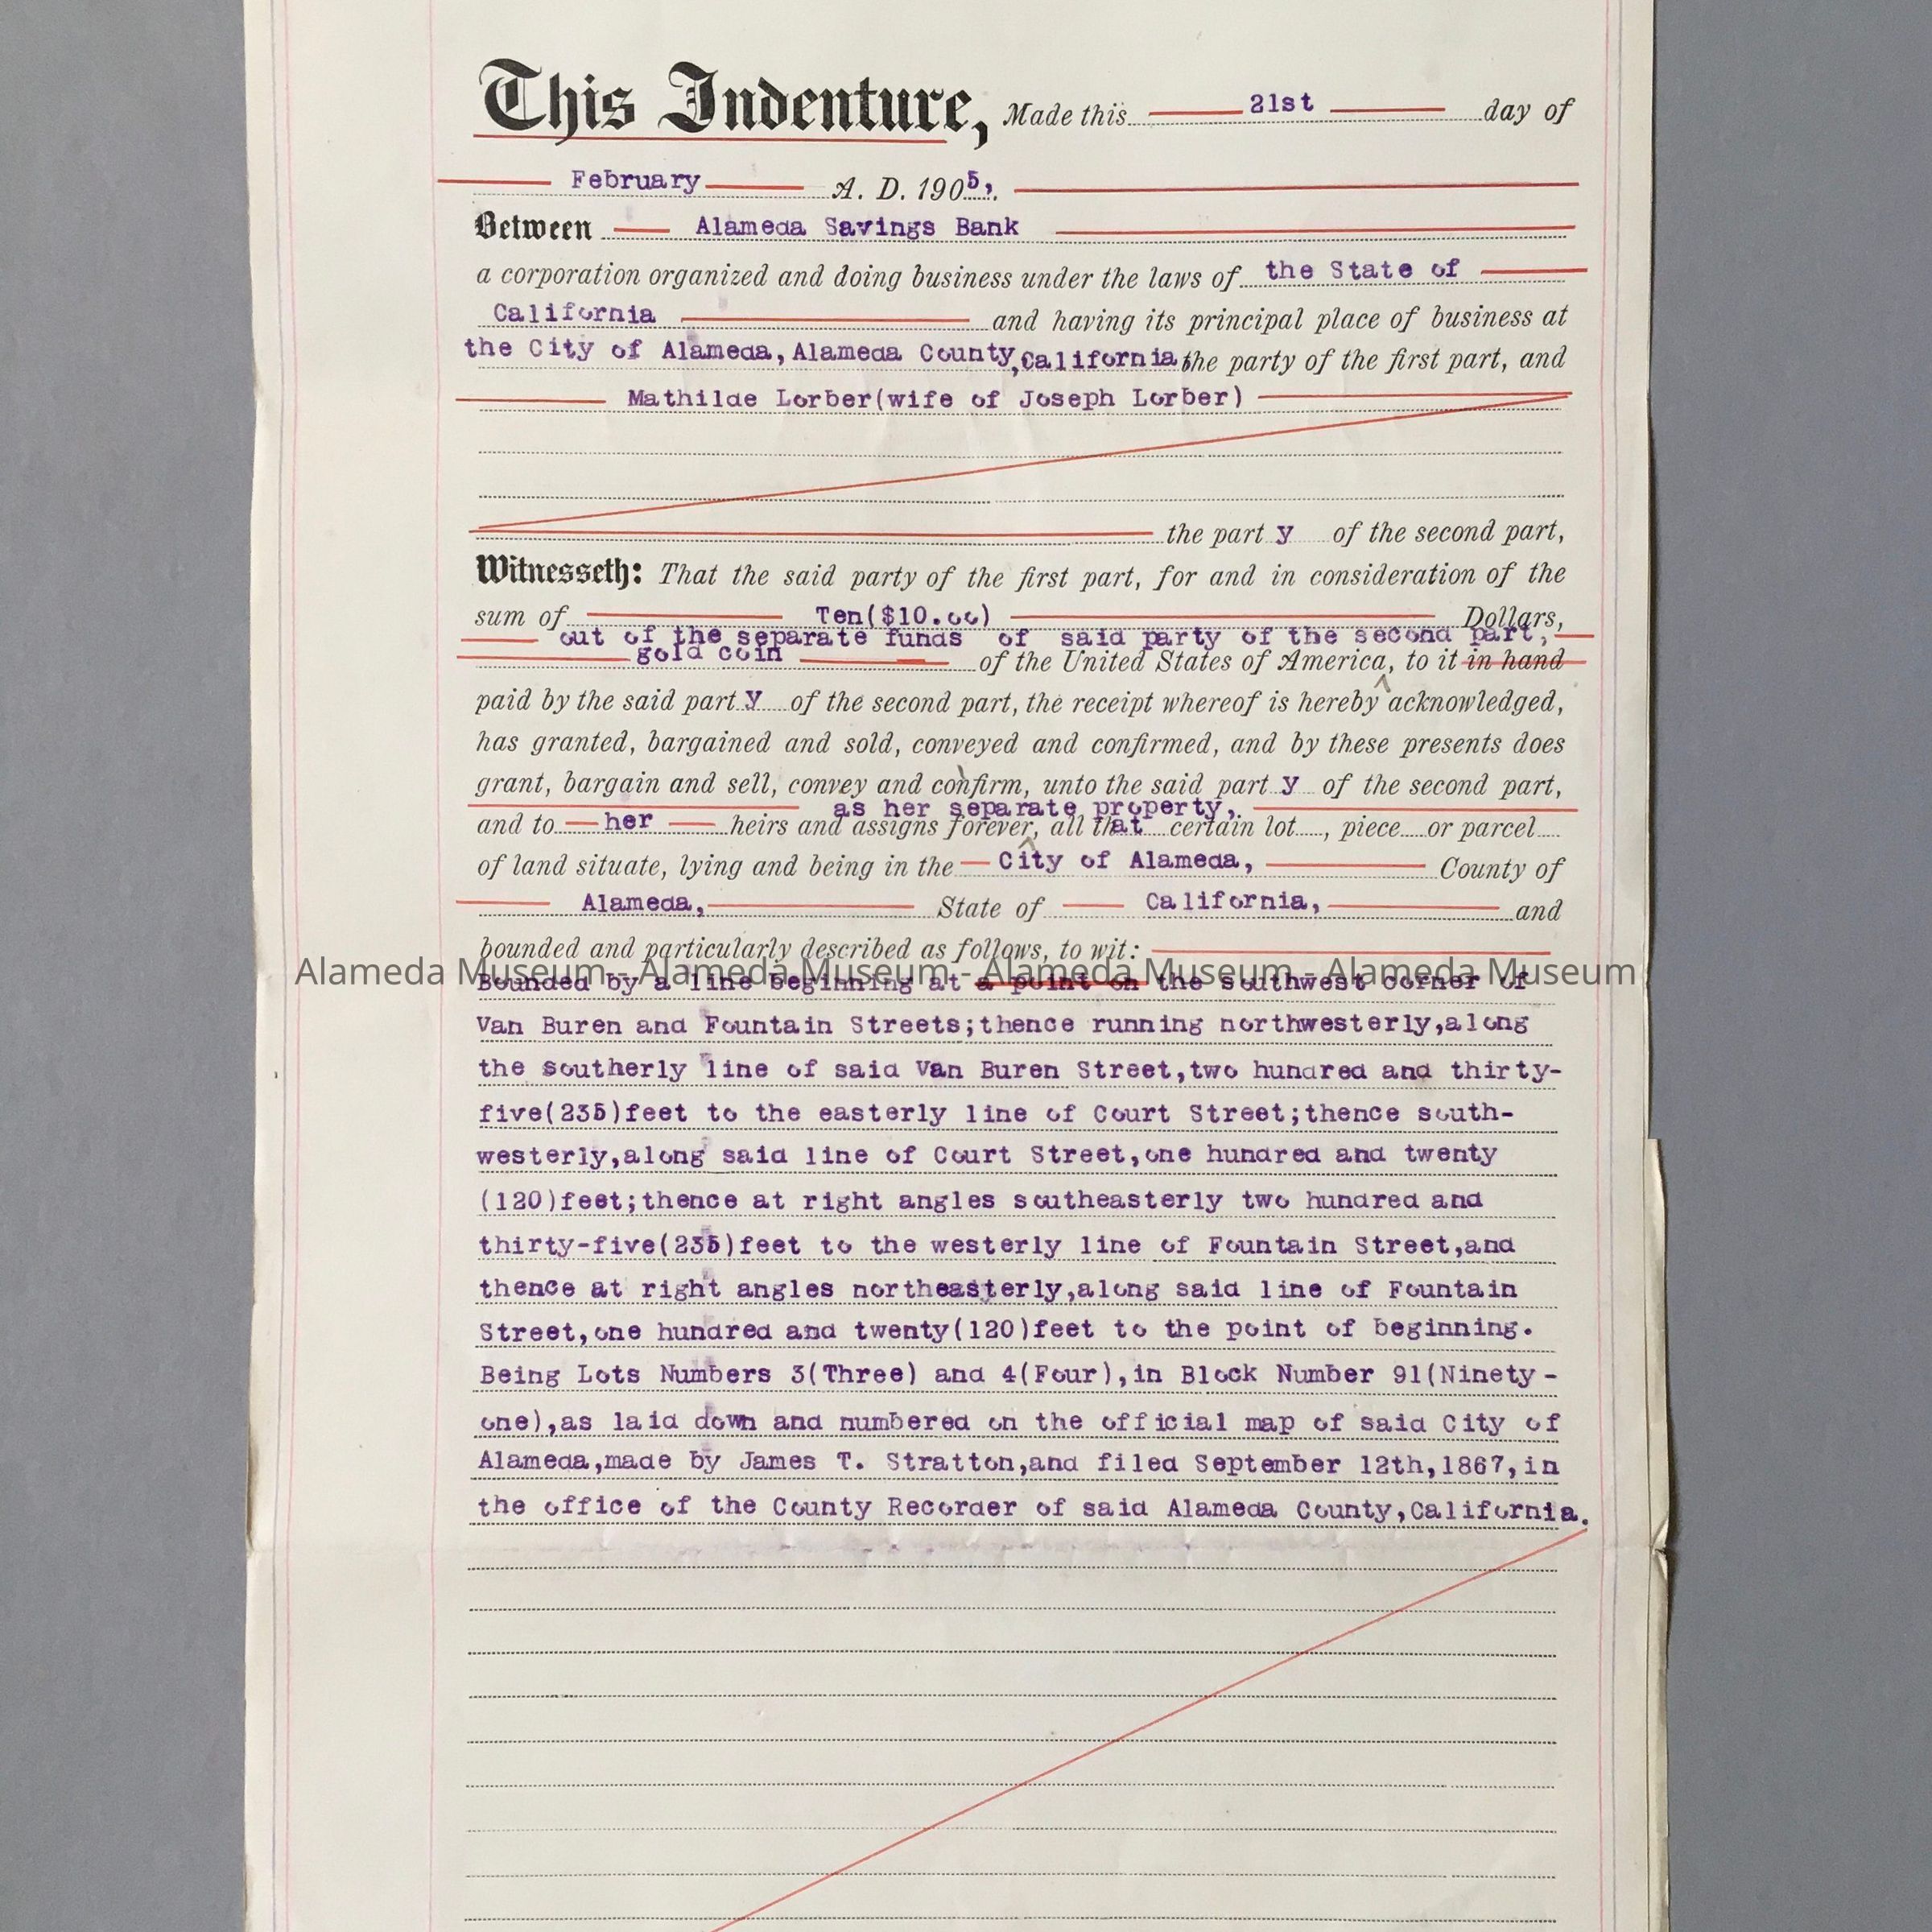 This Indenture, Made this 21st day of
February A. D. 1905,.
Between Alameda Savings Bank
a corporation organized and doing business under the laws of the State of
California and having its principal place of business at
the City of Alameda, Alameda County, California the party of the first part, and
Mathilde Lorber(wife of Joseph Lorber)
the party of the second part,
Witnesseth: That the said party of the first part, for and in consideration of the
sum of Ten($10.00) Dollars,
out of the separate funds of said party of the second part,
gold coin of the United States of America, to it in hand
paid by the said party of the second part, the receipt whereof is hereby acknowledged,
has granted, bargained and sold, conveyed and confirmed, and by these presents does
grant, bargain and sell, convey and confirm, unto the said party of the second part,
as her separate property,
and to her heirs and assigns forever, all that certain lot, piece or parcel
of land situate, lying and being in the City of Alameda, County of
Alameda, State of California, and
bounded and particularly described as follows, to wit:
Alameda Museum - Alameda Museum - Alameda Museum - Alameda Museum
Bounded by a line beginning at a point on the southwest corner of
Van Buren and Fountain Streets;thence running northwesterly,along
the southerly line of said Van Buren Street,two hundred and thirty-
five(235)feet to the easterly line of Court Street;thence south-
westerly,along said line of Court Street,one hundred and twenty
(120)feet;thence at right angles southeasterly two hundred and
thirty-five(235)feet to the westerly line of Fountain Street,and
thence at right angles northeasterly,along said line of Fountain
Street,one hundred and twenty(120)feet to the point of beginning.
Being Lots Numbers 3(Three) and 4(Four),in Block Number 91(Ninety-
one),as laid down and numbered on the official map of said City of
Alameda,made by James T. Stratton,and filed September 12th,1867,in
the office of the County Recorder of said Alameda County,California.